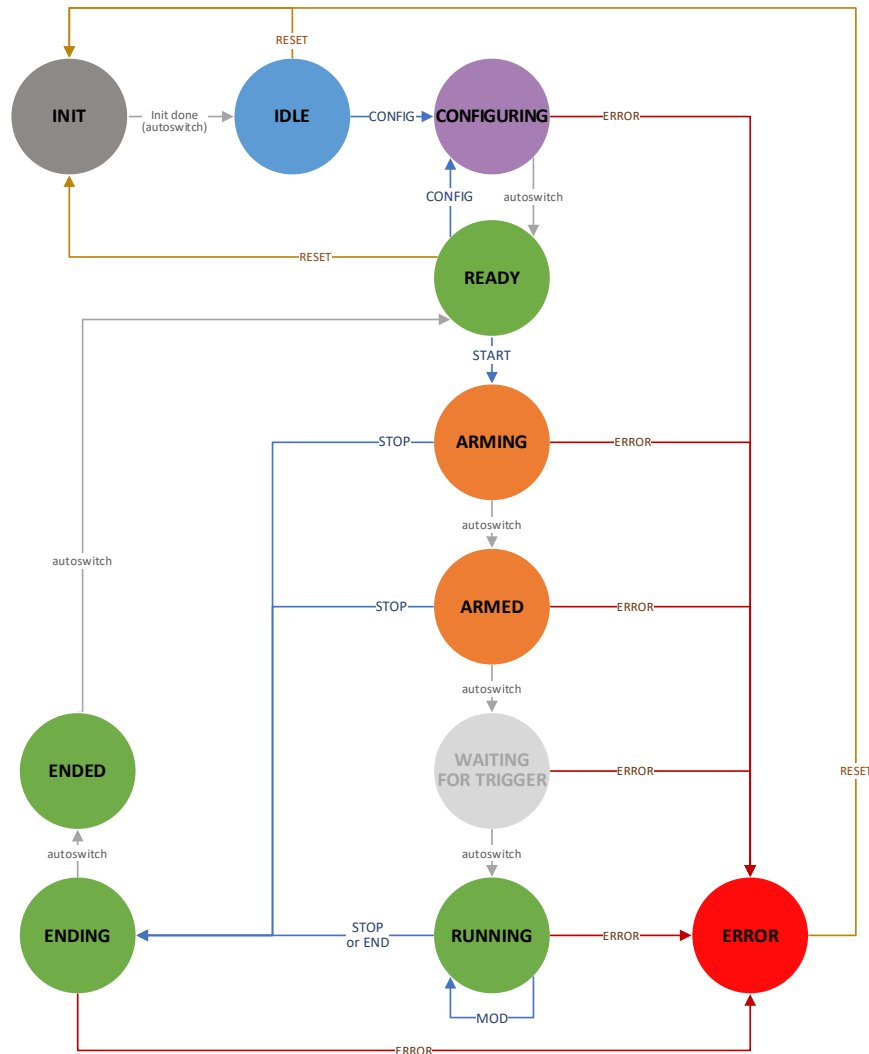 RESET
INIT
Init done
(autoswitch)
IDLE
CONFIG
CONFIGURING
ERROR
CONFIG
autoswitch
RESET
READY
START
STOP
ARMING
ERROR
autoswitch
autoswitch
STOP
ARMED
ERROR
autoswitch
ENDED
WAITING
FOR TRIGGER
ERROR
RESET
autoswitch
autoswitch
ENDING
STOP
or END
RUNNING
ERROR
ERROR
MOD
ERROR